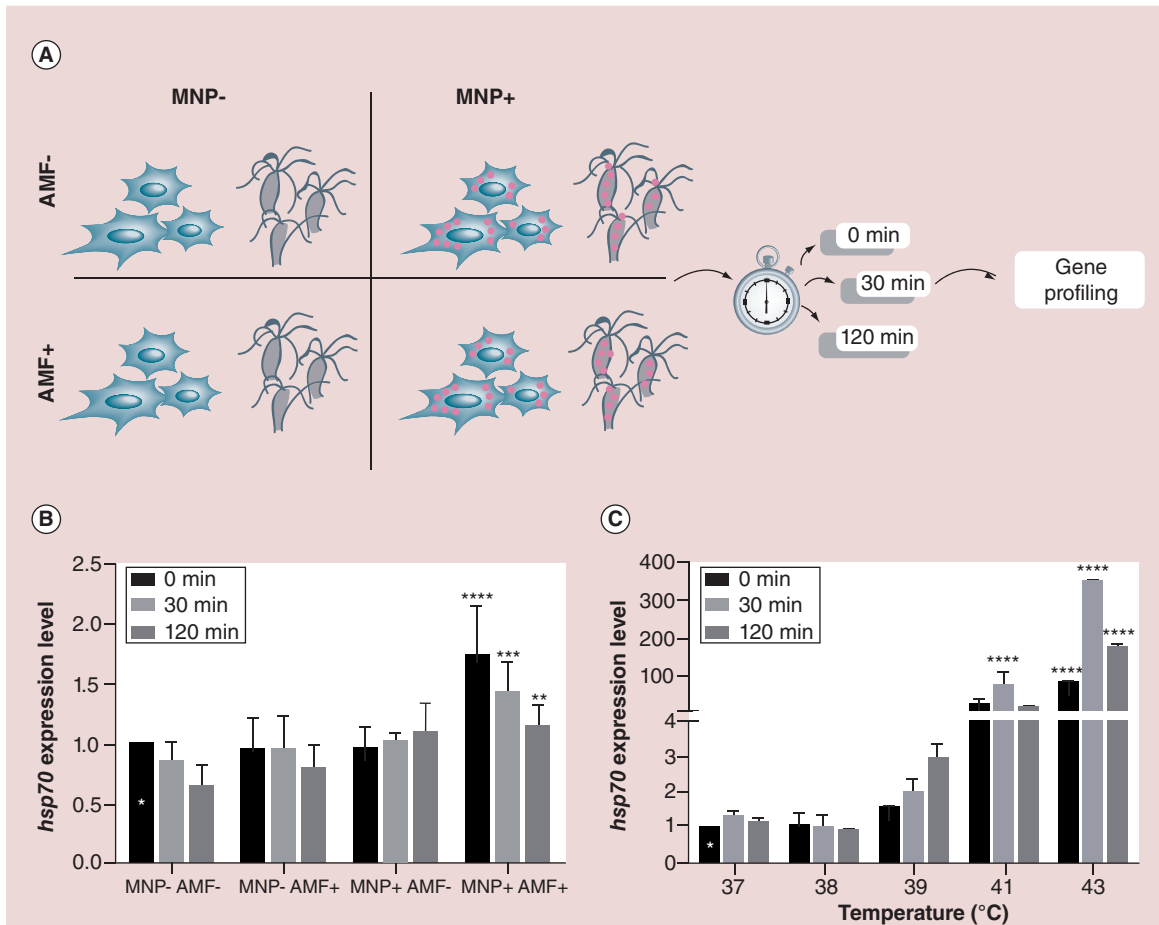 A
MNP-
MNP+
AMF-
AMF+
0 min
30 min
120 min
Gene
profiling
B
hsp70 expression level
2.5
2.0
1.5
1.0
0.5
0.0
0 min
30 min
120 min
*
****
***
**
MNP- AMF-
MNP- AMF+
MNP+ AMF-
MNP+ AMF+
C
hsp70 expression level
400
300
200
100
4
3
2
1
0
0 min
30 min
120 min
*
****
****
****
****
37
38
39
41
43
Temperature (°C)